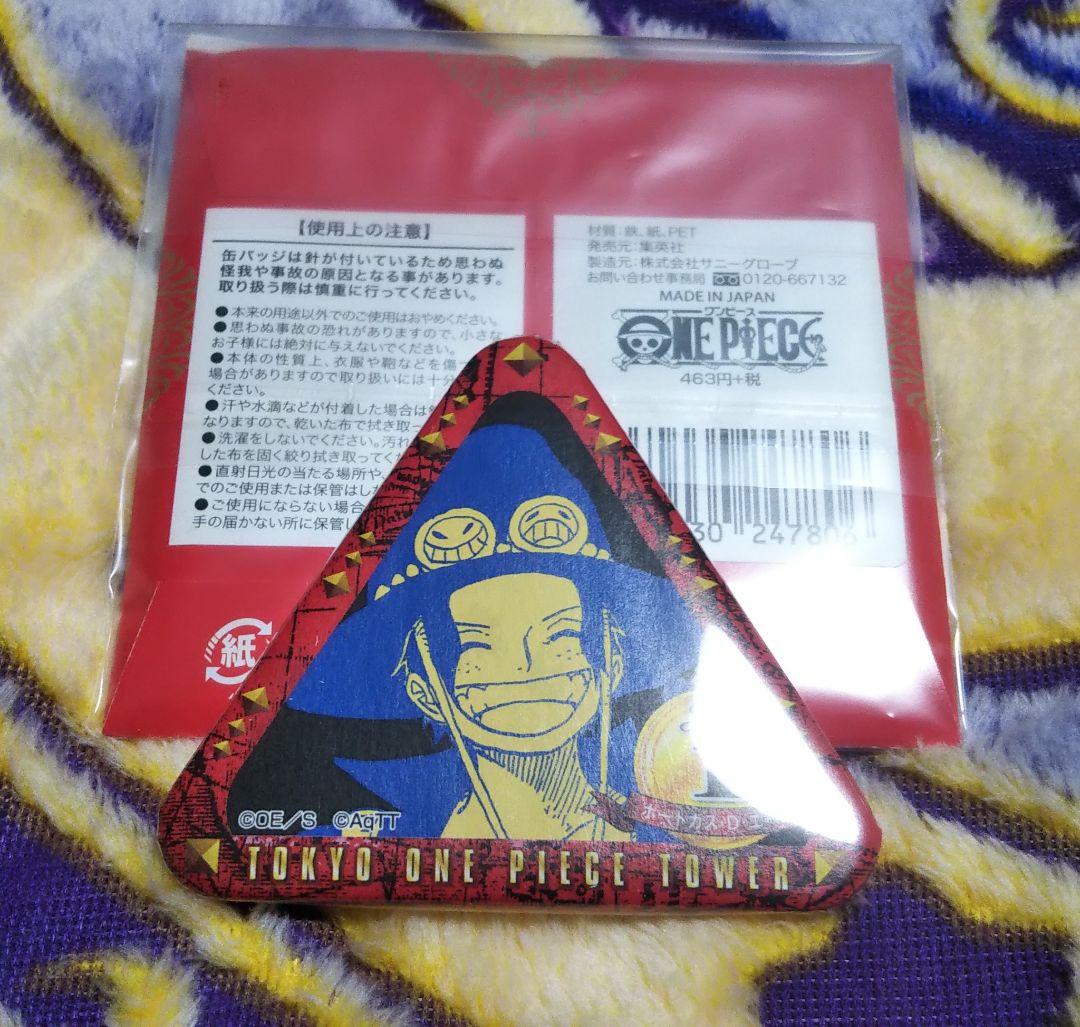 【使用上の注意】
缶バッジは針が付いているため思わぬ
怪我や事故の原因となる事があります。
取り扱う際は慎重に行ってください。
●本来の用途以外でのご使用はおやめください。
●思わぬ事故の恐れがありますので、小さな
お子様には絶対に与えないでください。
●本体の性質上、衣服や鞄などを傷
場合がありますので取り扱いには十分
ください。
●汗や水滴などが付着した場合は
なりますので、乾いた布で拭き取っ
●洗濯をしないでください。汚れ
した布を固く絞り拭き取ってく
●直射日光の当たる場所や、
でのご使用または保管はし
●ご使用にならない場合
手の届かない所に保管し
材質:鉄、紙、PET
発売元:集英社
製造元:株式会社サニーグローブ
お問い合わせ事務局 0120-667132
MADE IN JAPAN
ワンピース
ONE PIECE
463円+税
30 247806
紙
©OE/S ©AqTT
ポートガス・D・エ
TOKYO ONE PIECE TOWER